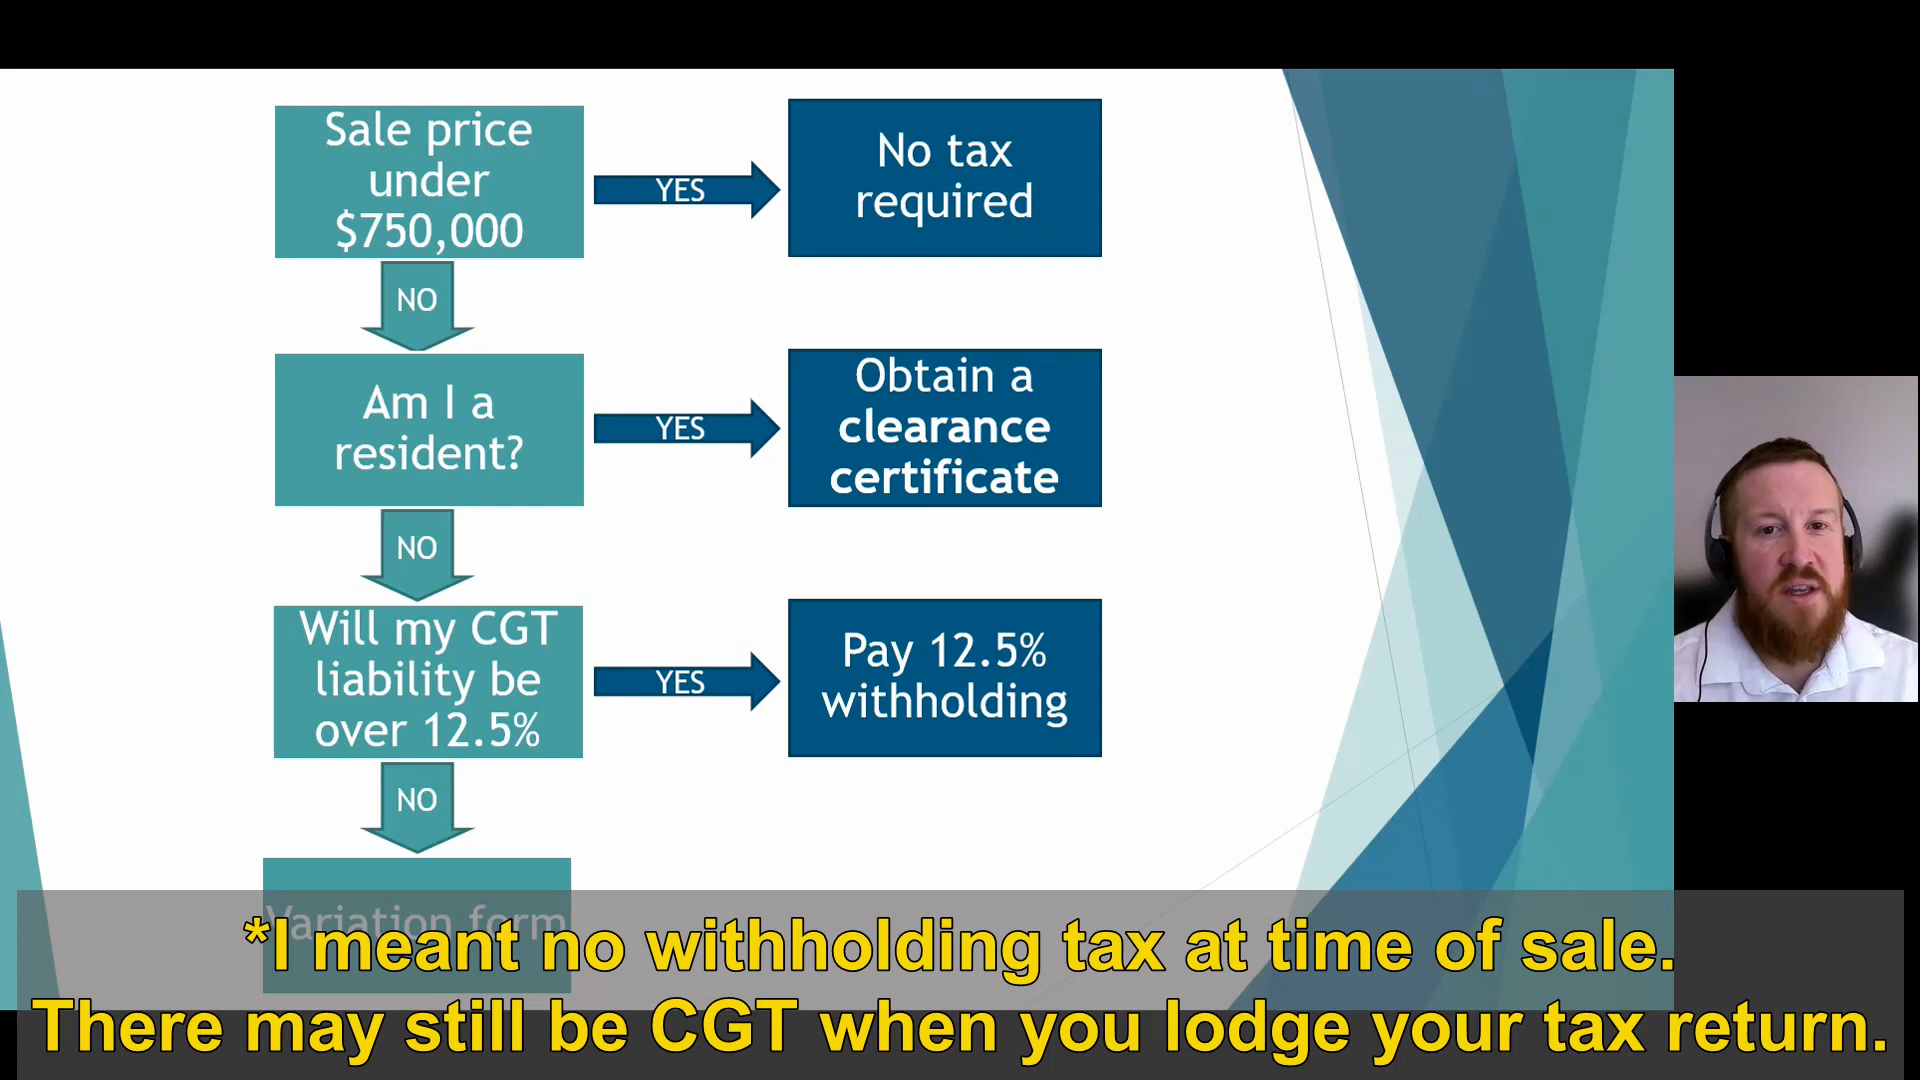 Sale price
under
$750,000
YES
No tax
required
NO
Am I a
resident?
YES
Obtain a
clearance
certificate
NO
Will my CGT
liability be
over 12.5%
YES
Pay 12.5%
withholding
NO
Variation form
*I meant no withholding tax at time of sale.
There may still be CGT when you lodge your tax return.